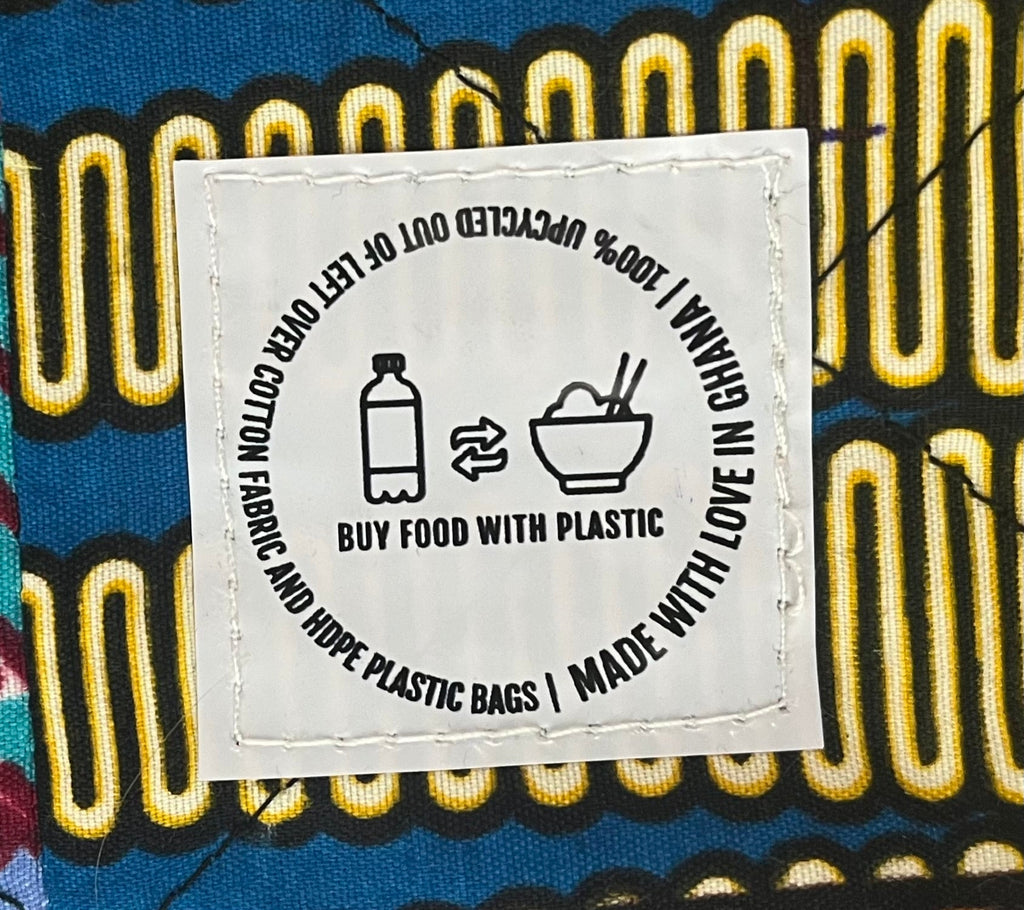 BUY FOOD WITH PLASTIC
MADE WITH LOVE IN GHANA | 100% UPCYCLED OUT OF LEFT OVER COTTON FABRIC AND HDPE PLASTIC BAGS |